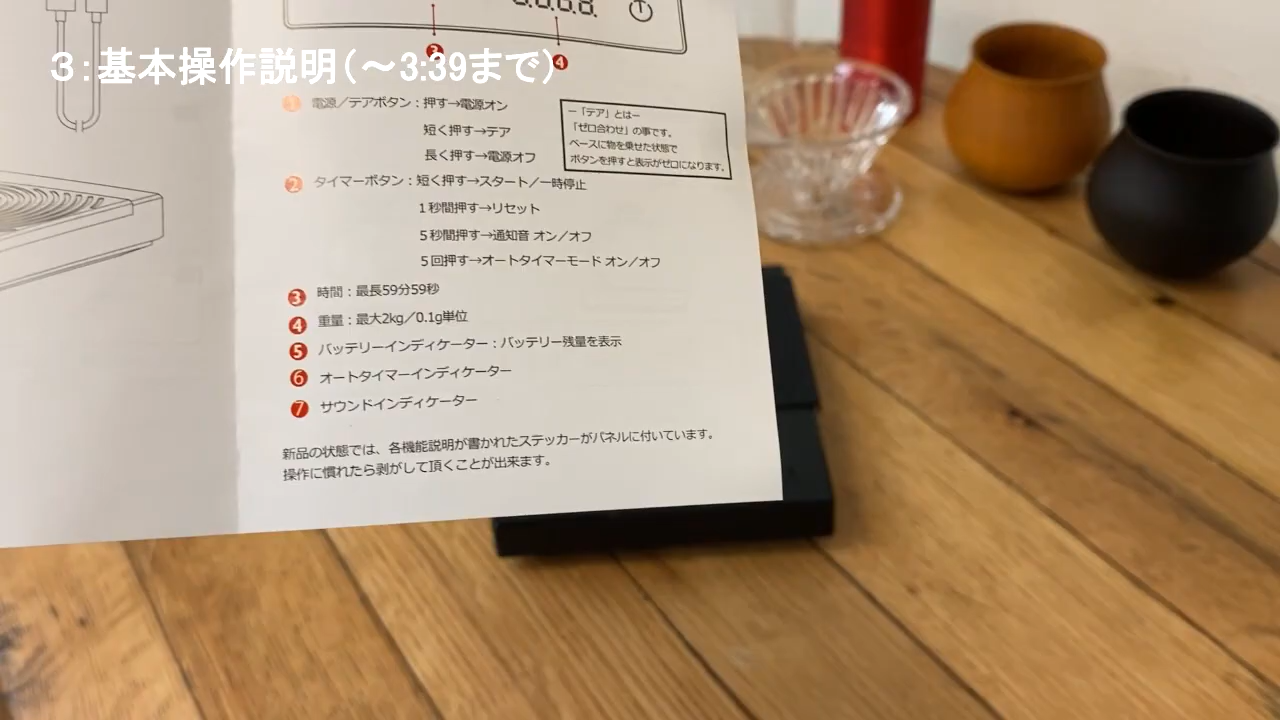 8.8.8.8.
３：基本操作説明（～3:39まで）
❸
❹
❶ 電源／テアボタン：押す→電源オン
短く押す→テア
長く押す→電源オフ
ー「テア」とはー
「ゼロ合わせ」の事です。
ベースに物を乗せた状態で
ボタンを押すと表示がゼロになります。
❷ タイマーボタン：短く押す→スタート／一時停止
１秒間押す→リセット
５秒間押す→通知音 オン／オフ
５回押す→オートタイマーモード オン／オフ
❸ 時間：最長59分59秒
❹ 重量：最大2kg／0.1g単位
❺ バッテリーインディケーター：バッテリー残量を表示
❻ オートタイマーインディケーター
❼ サウンドインディケーター
新品の状態では、各機能説明が書かれたステッカーがパネルに付いています。
操作に慣れたら剥がして頂くことが出来ます。